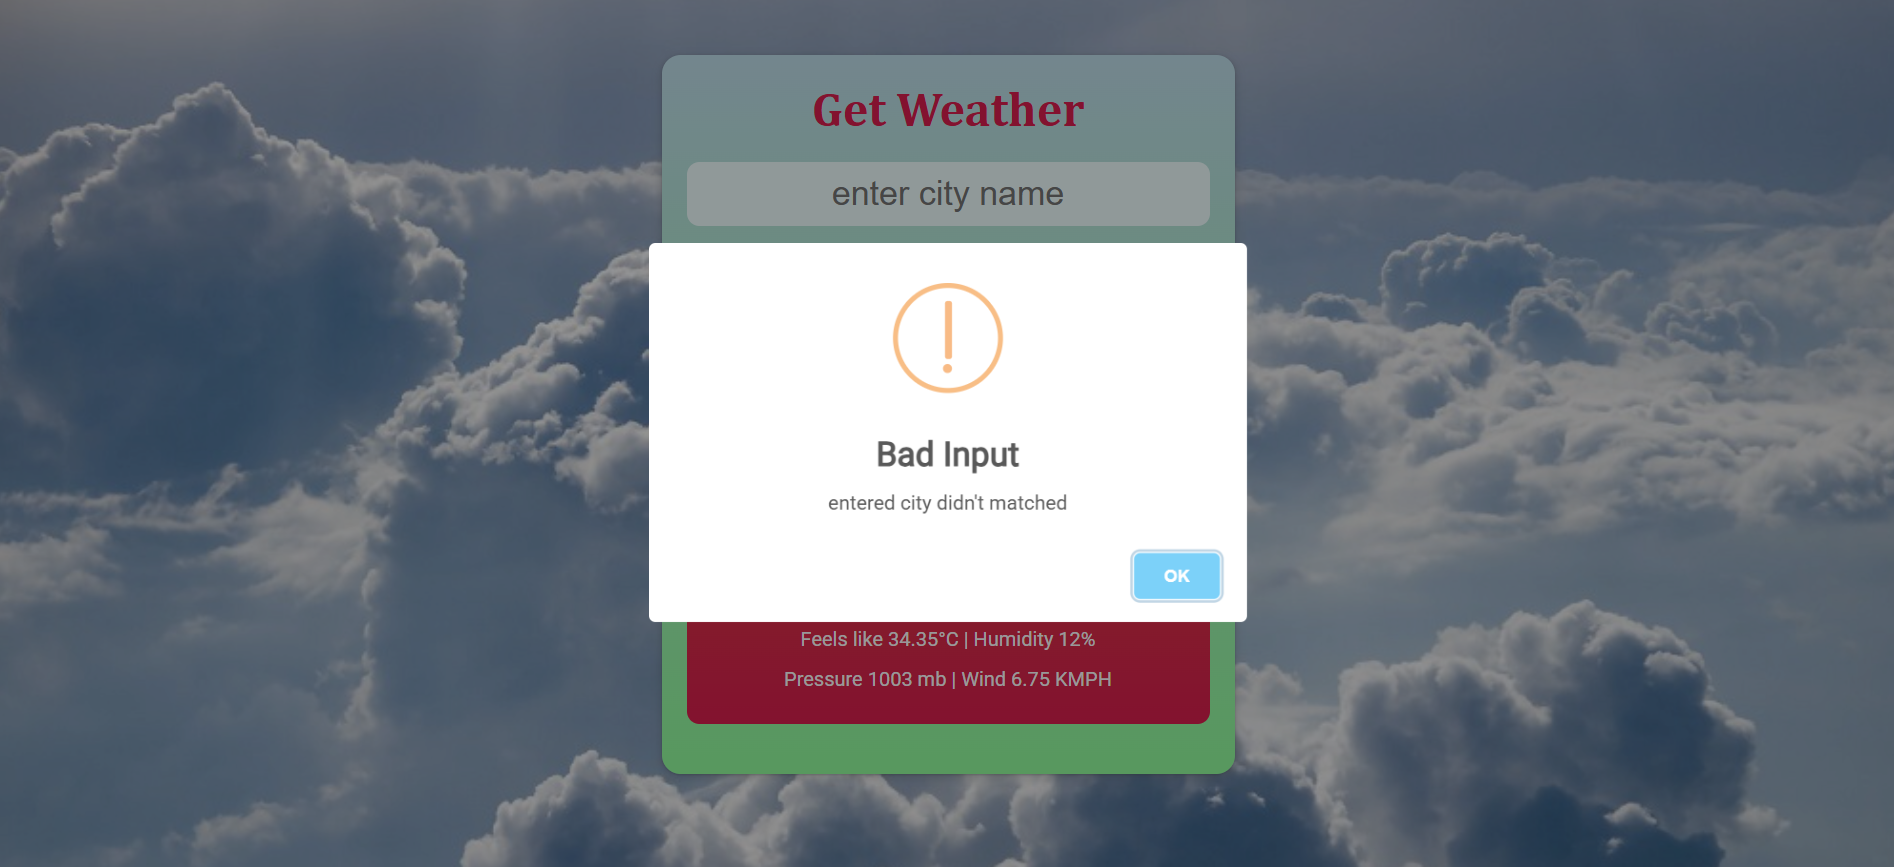 Get Weather
enter city name
Bad Input
entered city didn't matched
OK
Feels like 34.35°C | Humidity 12%
Pressure 1003 mb | Wind 6.75 KMPH